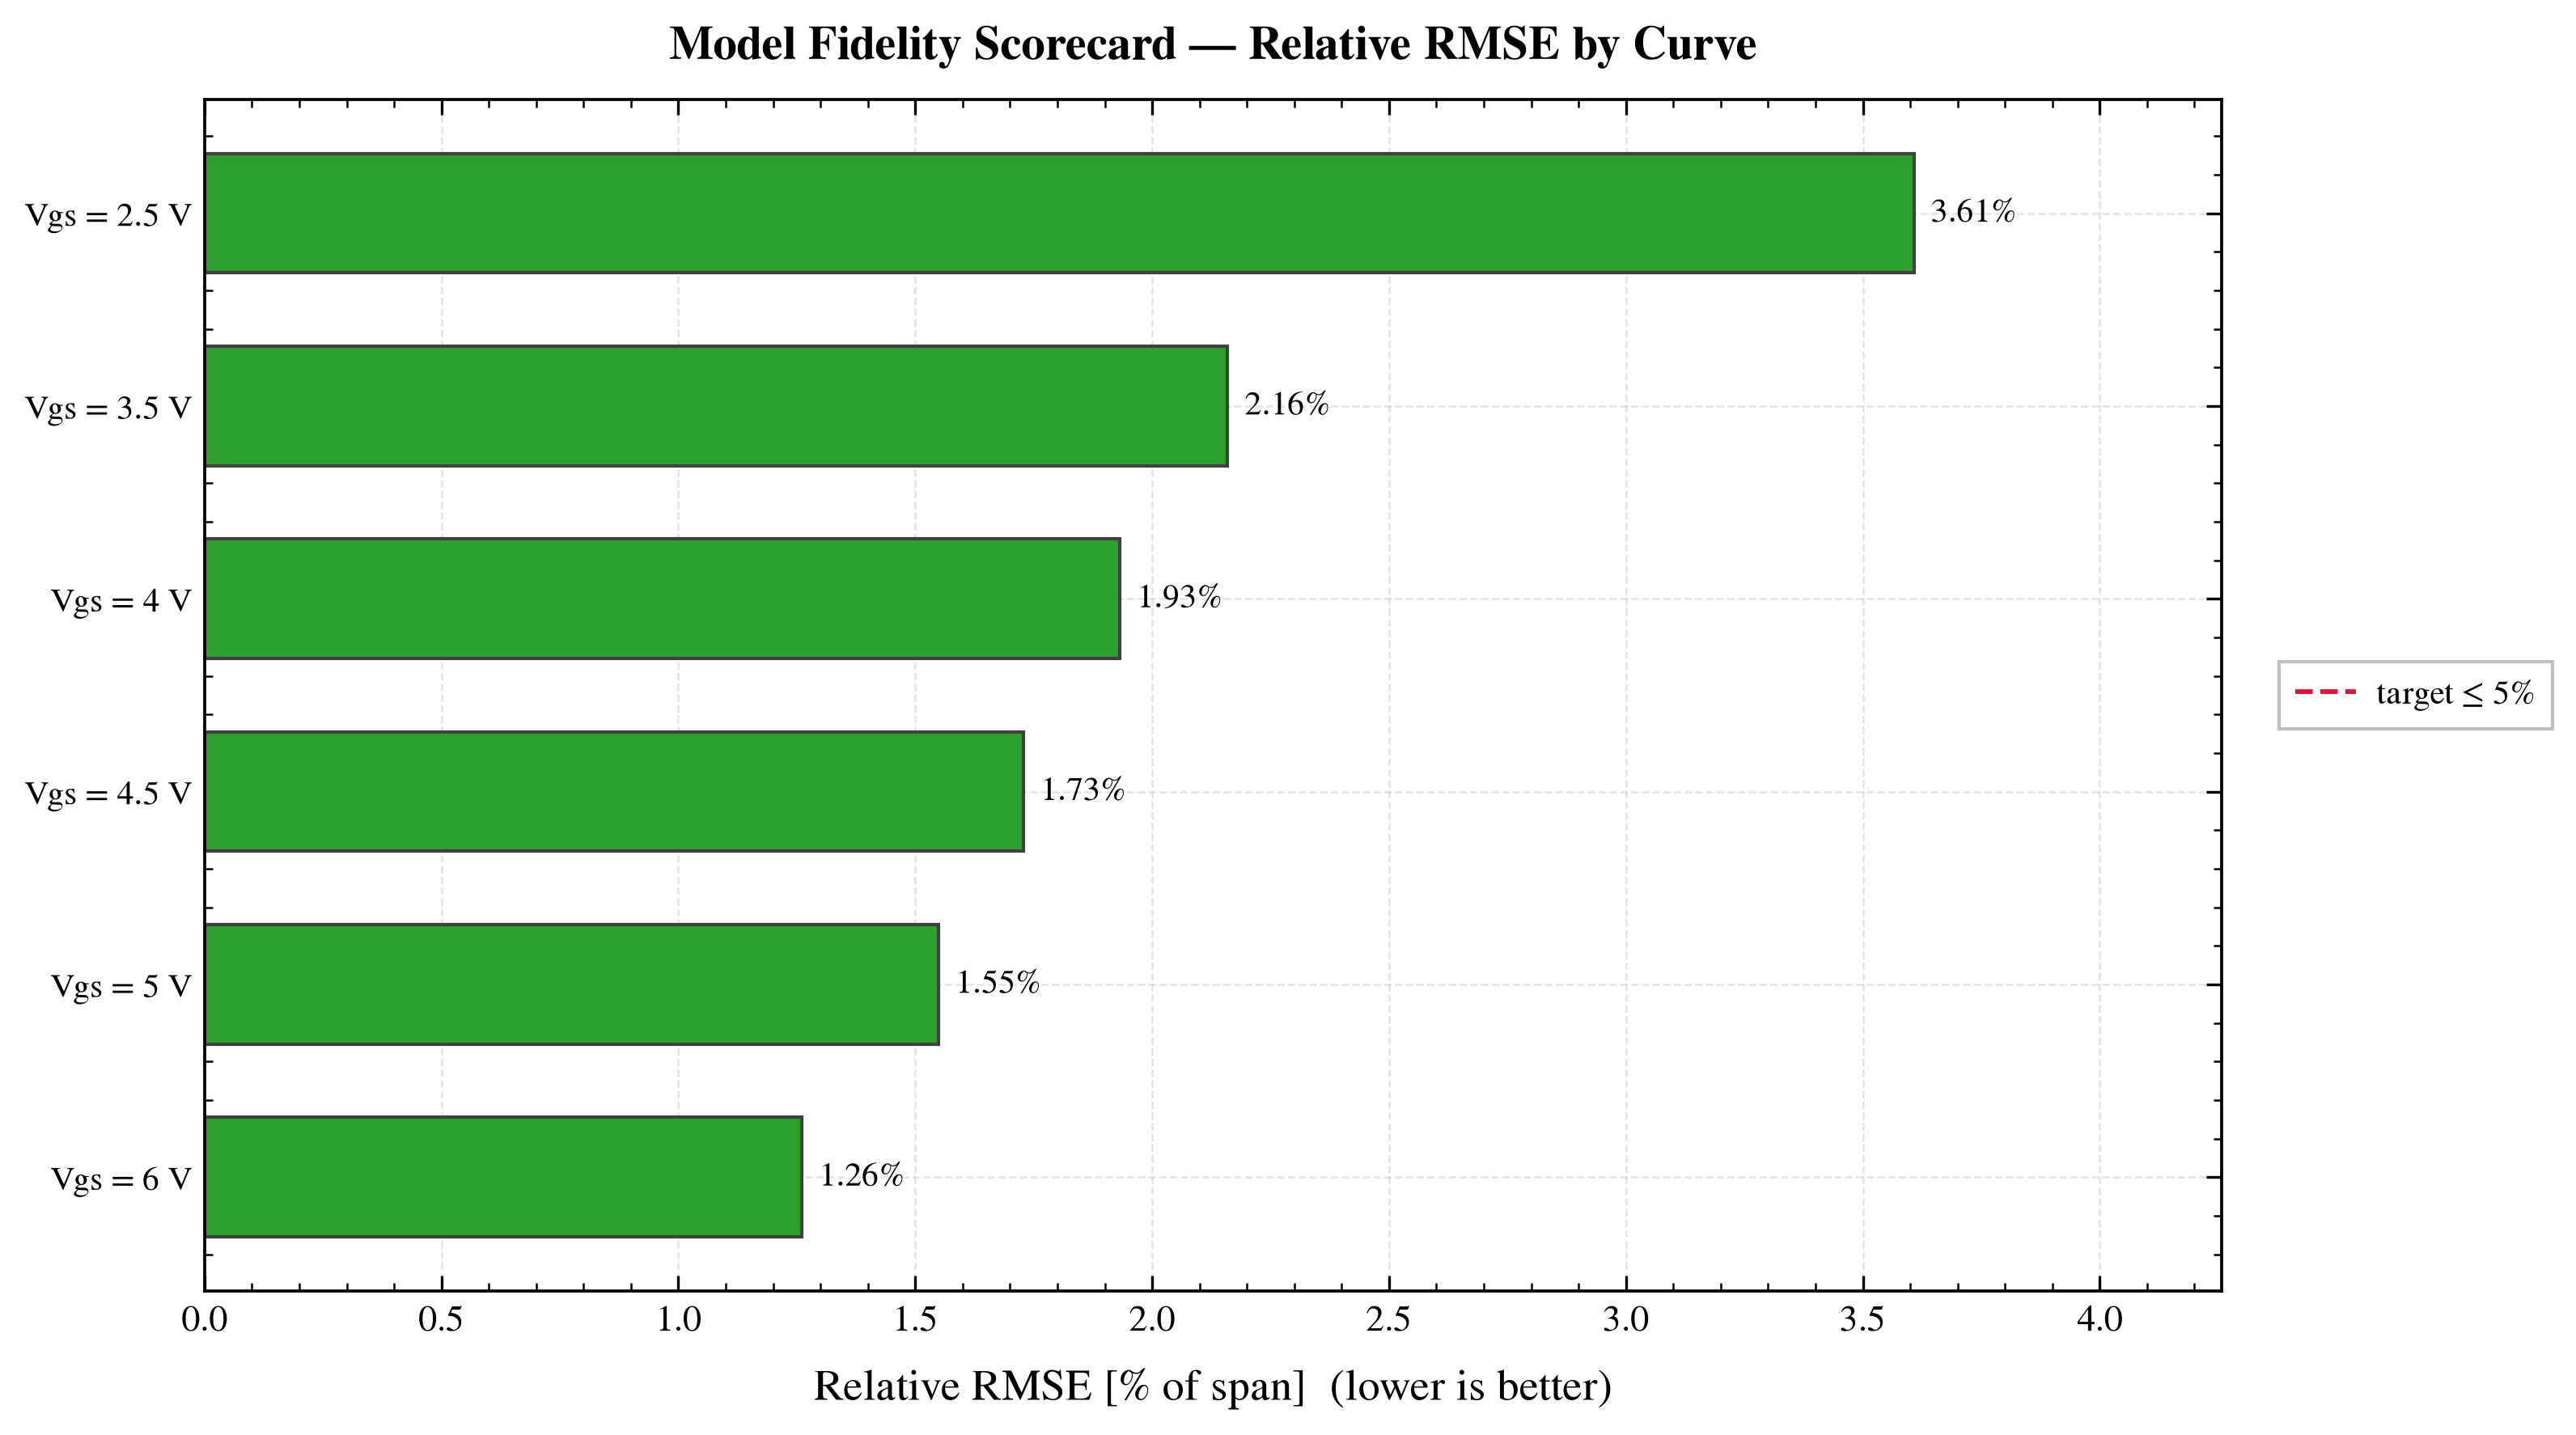 Model Fidelity Scorecard — Relative RMSE by Curve
Vgs = 2.5 V
3.61%
Vgs = 3.5 V
2.16%
Vgs = 4 V
1.93%
target ≤ 5%
Vgs = 4.5 V
1.73%
Vgs = 5 V
1.55%
Vgs = 6 V
1.26%
0.0 0.5 1.0 1.5 2.0 2.5 3.0 3.5 4.0
Relative RMSE [% of span] (lower is better)